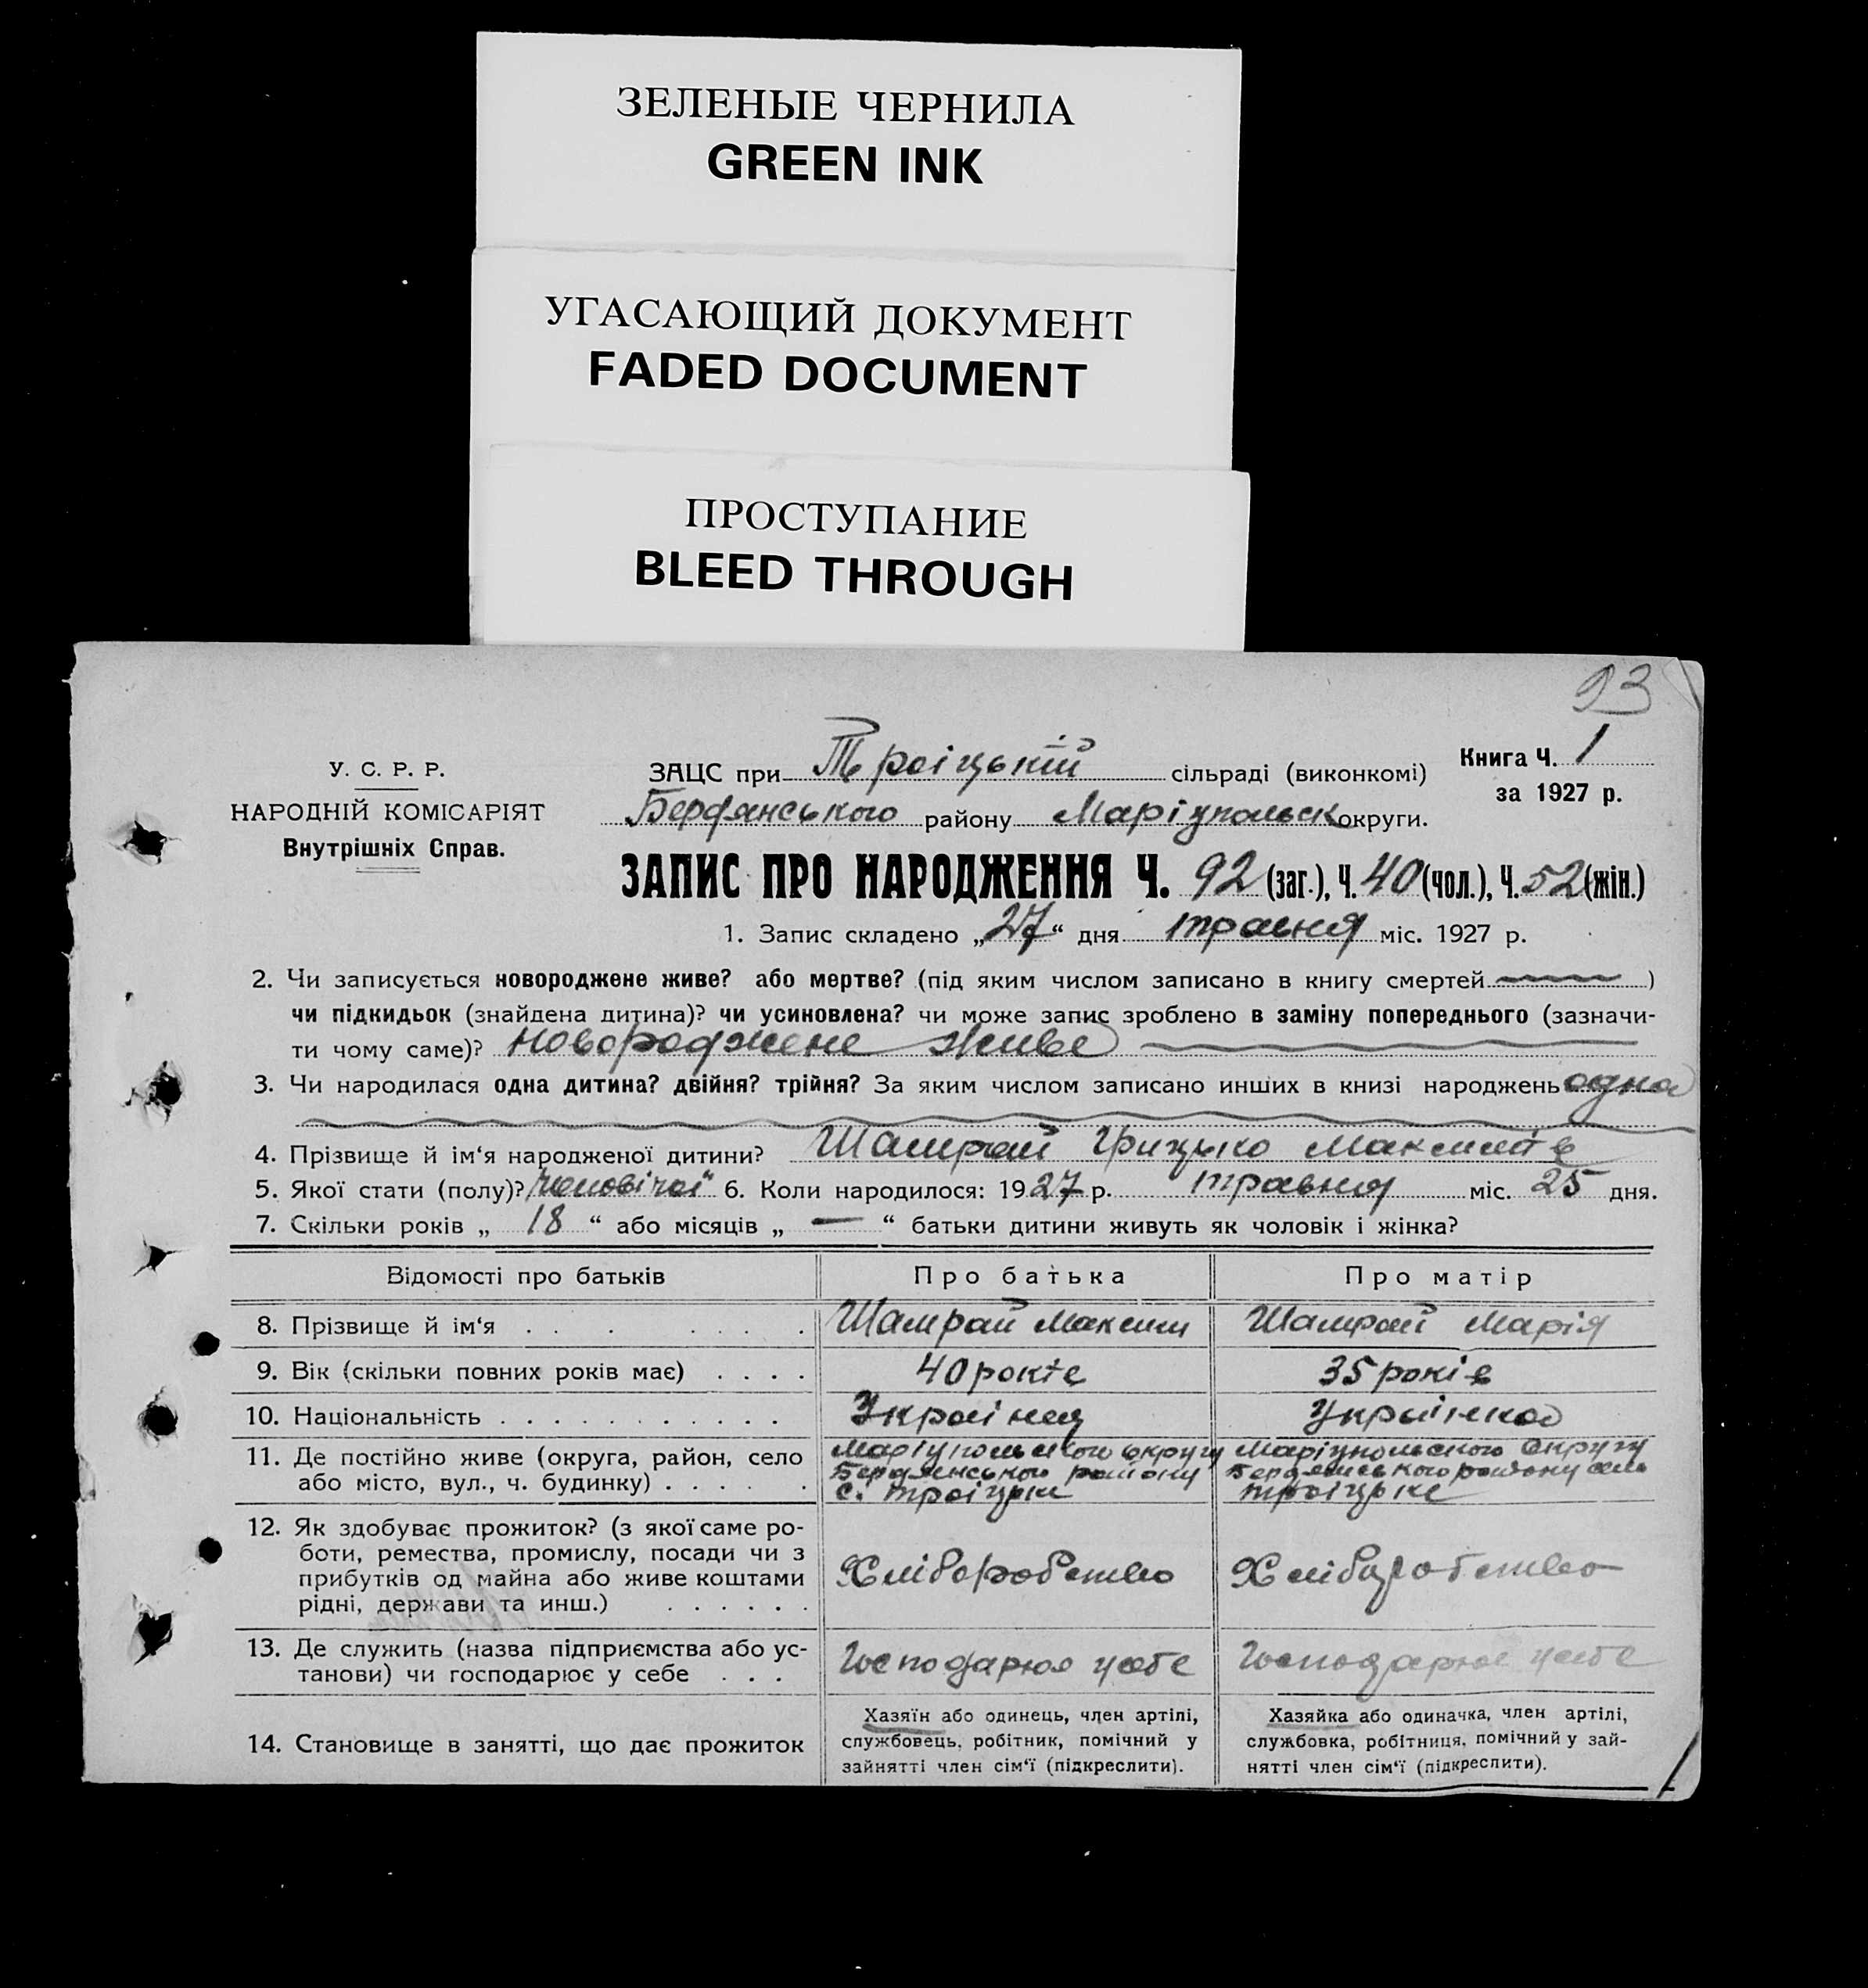 ЗЕЛЕНЫЕ ЧЕРНИЛА
GREEN INK
УГАСАЮЩИЙ ДОКУМЕНТ
FADED DOCUMENT
ПРОСТУПАНИЕ
BLEED THROUGH
93
У. С. Р. Р.
НАРОДНІЙ КОМІСАРІЯТ
Внутрішніх Справ.
ЗАЦС при Троіцькій сільраді (виконкомі)
Книга Ч. 1
за 1927 р.
Бердянського району Маріупольск округи.
ЗАПИС ПРО НАРОДЖЕННЯ Ч. 92 (заг.), Ч. 40 (чол.), Ч. 52 (жін.)
1. Запис складено „27“ дня травня міс. 1927 р.
2. Чи записується новороджене живе? або мертве? (під яким числом записано в книгу смертей )
чи підкидьок (знайдена дитина)? чи усиновлена? чи може запис зроблено в заміну попереднього (зазначи-
ти чому саме)? новороджене живе
3. Чи народилася одна дитина? двійня? трійня? За яким числом записано инших в книзі народжень одна
4. Прізвище й ім‘я народженої дитини? Шамрай Грицько Максимів
5. Якої стати (полу)? чоловічої 6. Коли народилося: 1927 р. травня міс. 25 дня.
7. Скільки років „ 18 “ або місяців „ — “ батьки дитини живуть як чоловік і жінка?
Відомості про батьків Про батька Про матір
8. Прізвище й ім‘я . . . . . . . . Шамрай Максим Шамрай Марія
9. Вік (скільки повних років має) . . . . 40 років 35 років
10. Національність . . . . . . . . . . . Украінец Украінка
11. Де постійно живе (округа, район, село Маріупольского округу Маріупольского округу
або місто, вул., ч. будинку) . . . . . Бердянського району Бердянського району село
с. Троіцьке Троіцьке
12. Як здобуває прожиток? (з якої саме ро-
боти, ремества, промислу, посади чи з
прибутків од майна або живе коштами Хліборобство Хліборобство
рідні, держави та инш.) . . . . . .
13. Де служить (назва підприємства або ус-
танови) чи господарює у себе . . . Господарює у себе Господарює у себе
14. Становище в занятті, що дає прожиток
Хазяїн або одинець, член артілі,
службовець, робітник, помічний у
зайнятті член сім‘ї (підкреслити).
Хазяйка або одиначка, член артілі,
службовка, робітниця, помічний у зай-
нятті член сім‘ї (підкреслити).